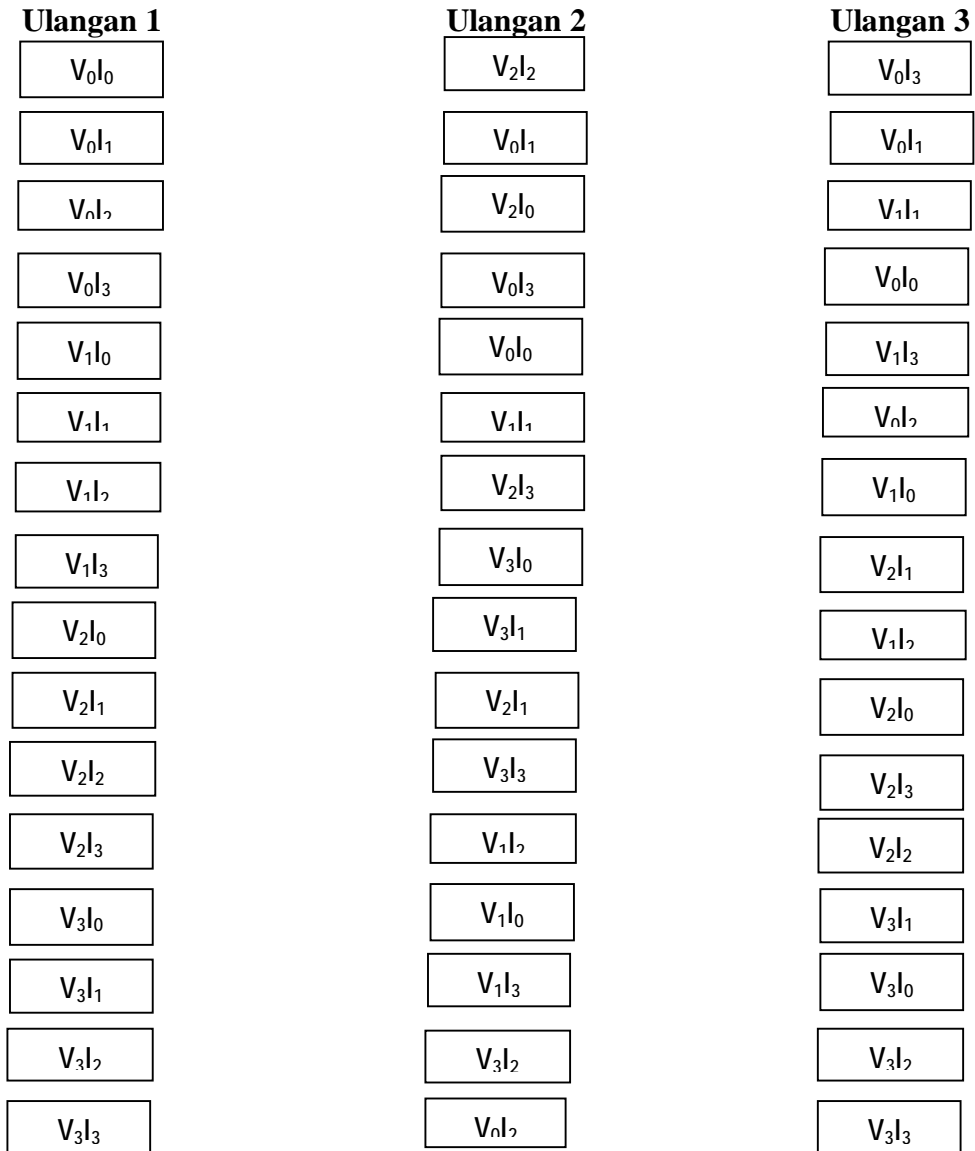 Ulangan 1 Ulangan 2 Ulangan 3
V₀I₀ V₂I₂ V₀I₃
V₀I₁ V₀I₁ V₀I₁
V₀I₂ V₂I₀ V₁I₁
V₀I₃ V₀I₃ V₀I₀
V₁I₀ V₀I₀ V₁I₃
V₁I₁ V₁I₁ V₀I₂
V₁I₂ V₂I₃ V₁I₀
V₁I₃ V₃I₀ V₂I₁
V₂I₀ V₃I₁ V₁I₂
V₂I₁ V₂I₁ V₂I₀
V₂I₂ V₃I₃ V₂I₃
V₂I₃ V₁I₂ V₂I₂
V₃I₀ V₁I₀ V₃I₁
V₃I₁ V₁I₃ V₃I₀
V₃I₂ V₃I₂ V₃I₂
V₃I₃ V₀I₂ V₃I₃